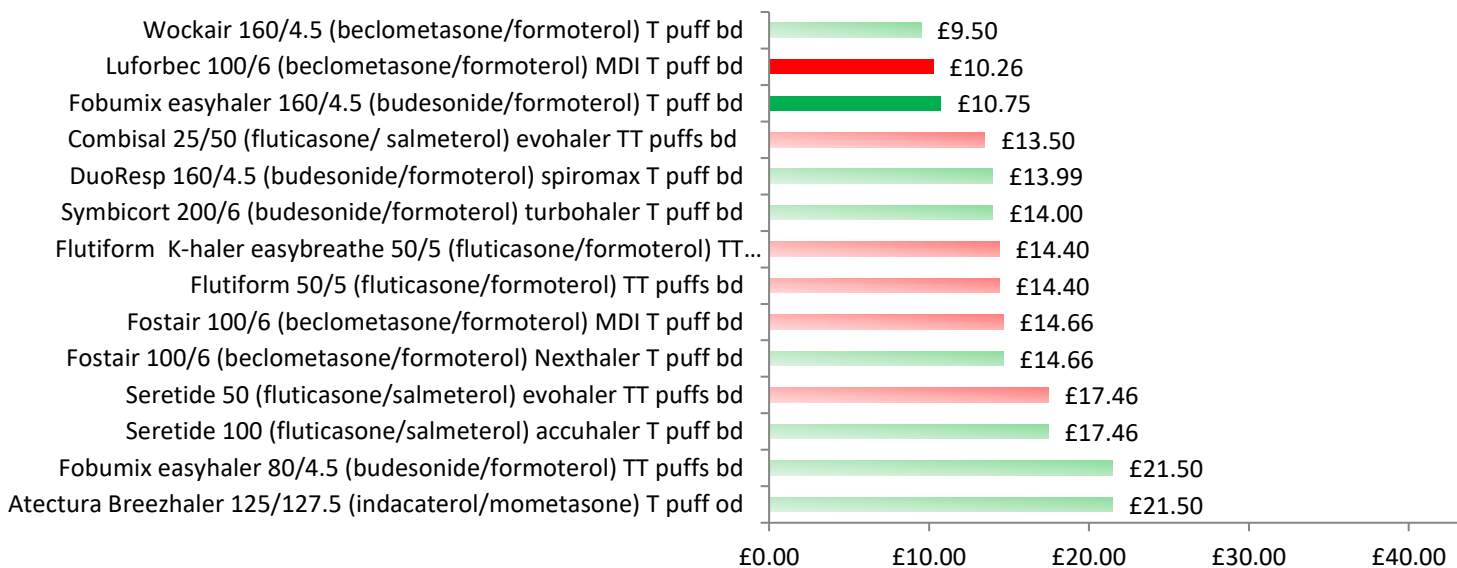 Wockair 160/4.5 (beclometasone/formoterol) T puff bd £9.50
Luforbec 100/6 (beclometasone/formoterol) MDI T puff bd £10.26
Fobumix easyhaler 160/4.5 (budesonide/formoterol) T puff bd £10.75
Combisal 25/50 (fluticasone/ salmeterol) evohaler TT puffs bd £13.50
DuoResp 160/4.5 (budesonide/formoterol) spiromax T puff bd £13.99
Symbicort 200/6 (budesonide/formoterol) turbohaler T puff bd £14.00
Flutiform K-haler easybreathe 50/5 (fluticasone/formoterol) TT... £14.40
Flutiform 50/5 (fluticasone/formoterol) TT puffs bd £14.40
Fostair 100/6 (beclometasone/formoterol) MDI T puff bd £14.66
Fostair 100/6 (beclometasone/formoterol) Nexthaler T puff bd £14.66
Seretide 50 (fluticasone/salmeterol) evohaler TT puffs bd £17.46
Seretide 100 (fluticasone/salmeterol) accuhaler T puff bd £17.46
Fobumix easyhaler 80/4.5 (budesonide/formoterol) TT puffs bd £21.50
Atectura Breezhaler 125/127.5 (indacaterol/mometasone) T puff od £21.50
£0.00 £10.00 £20.00 £30.00 £40.00